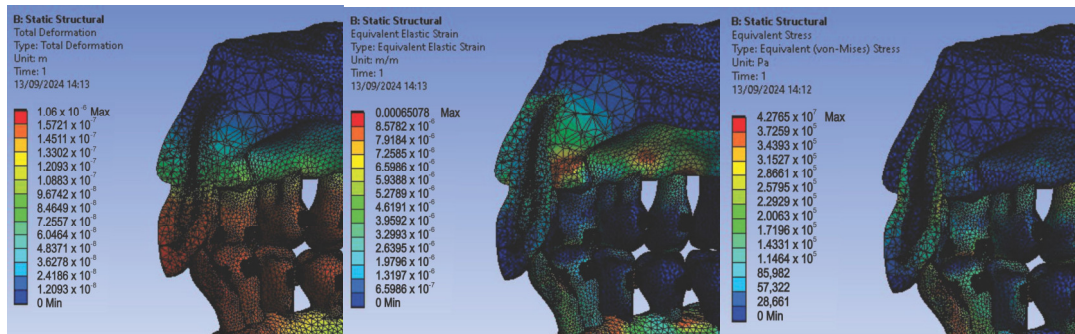 B: Static Structural
Total Deformation
Type: Total Deformation
Unit: m
Time: 1
13/09/2024 14:13
1.06 x 10⁻⁶ Max
1.5721 x 10⁻⁷
1.4511 x 10⁻⁷
1.3302 x 10⁻⁷
1.2093 x 10⁻⁷
1.0883 x 10⁻⁷
9.6742 x 10⁻⁸
8.4649 x 10⁻⁸
7.2557 x 10⁻⁸
6.0464 x 10⁻⁸
4.8371 x 10⁻⁸
3.6278 x 10⁻⁸
2.4186 x 10⁻⁸
1.2093 x 10⁻⁸
0 Min
B: Static Structural
Equivalent Elastic Strain
Type: Equivalent Elastic Strain
Unit: m/m
Time: 1
13/09/2024 14:13
0.00065078 Max
8.5782 x 10⁻⁶
7.9184 x 10⁻⁶
7.2585 x 10⁻⁶
6.5986 x 10⁻⁶
5.9388 x 10⁻⁶
5.2789 x 10⁻⁶
4.6191 x 10⁻⁶
3.9592 x 10⁻⁶
3.2993 x 10⁻⁶
2.6395 x 10⁻⁶
1.9796 x 10⁻⁶
1.3197 x 10⁻⁶
6.5986 x 10⁻⁷
0 Min
B: Static Structural
Equivalent Stress
Type: Equivalent (von-Mises) Stress
Unit: Pa
Time: 1
13/09/2024 14:12
4.2765 x 10⁷ Max
3.7259 x 10⁵
3.4393 x 10⁵
3.1527 x 10⁵
2.8661 x 10⁵
2.5795 x 10⁵
2.2929 x 10⁵
2.0063 x 10⁵
1.7196 x 10⁵
1.4331 x 10⁵
1.1464 x 10⁵
85,982
57,322
28,661
0 Min